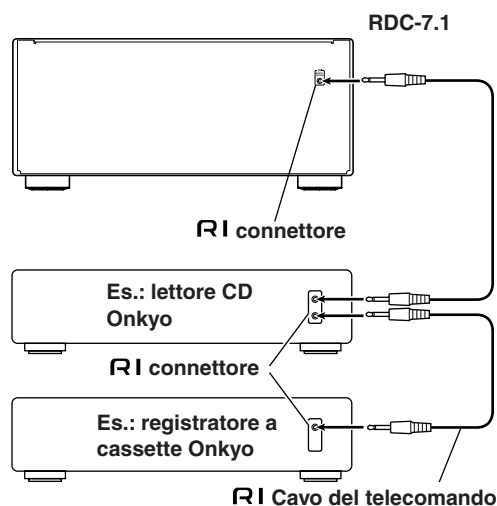 RDC-7.1
RI connettore
Es.: lettore CD
Onkyo
RI connettore
Es.: registratore a
cassette Onkyo
RI Cavo del telecomando